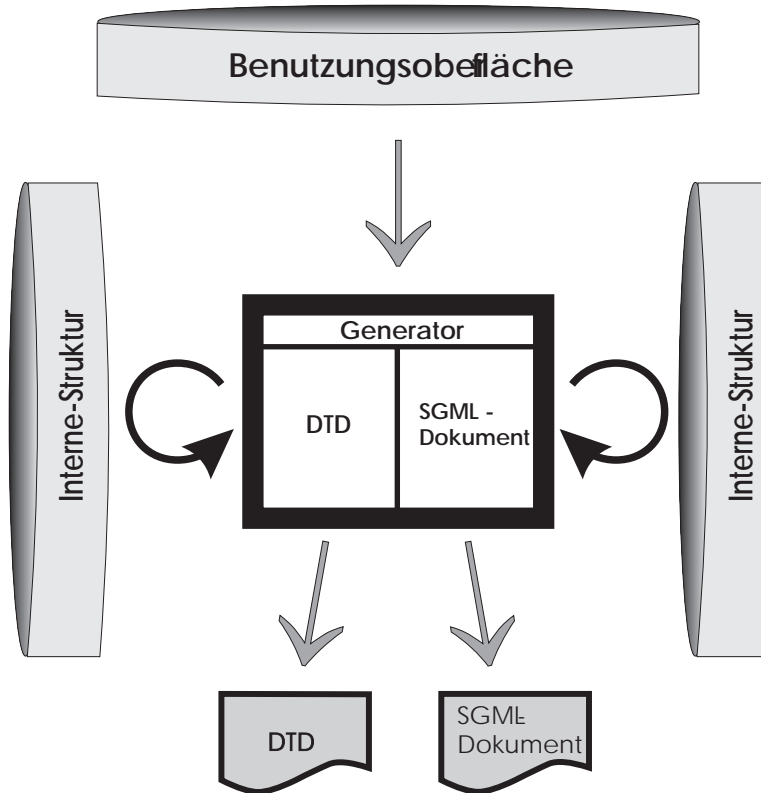 Benutzungsoberfläche
Interne-Struktur
Generator
DTD
SGML -
Dokument
Interne-Struktur
DTD
SGML-
Dokument